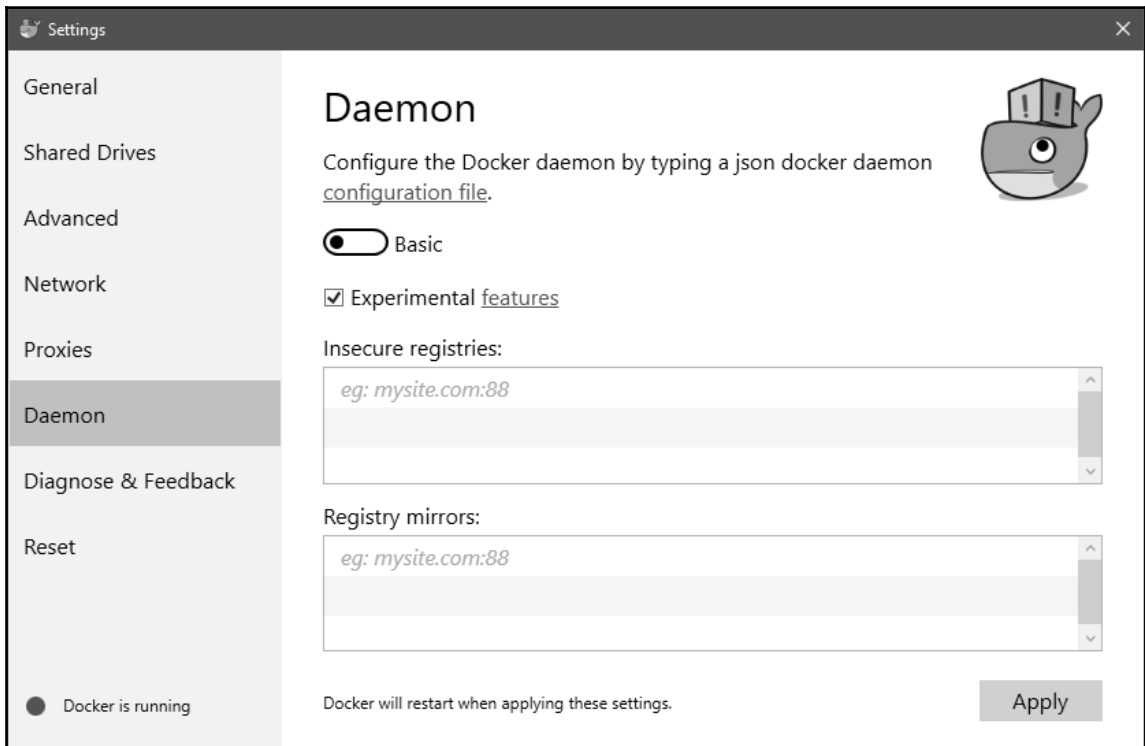 Settings
General
Shared Drives
Advanced
Network
Proxies
Daemon
Diagnose & Feedback
Reset
Docker is running
Daemon
Configure the Docker daemon by typing a json docker daemon
configuration file.
Basic
Experimental features
Insecure registries:
eg: mysite.com:88
Registry mirrors:
eg: mysite.com:88
Docker will restart when applying these settings.
Apply
! !